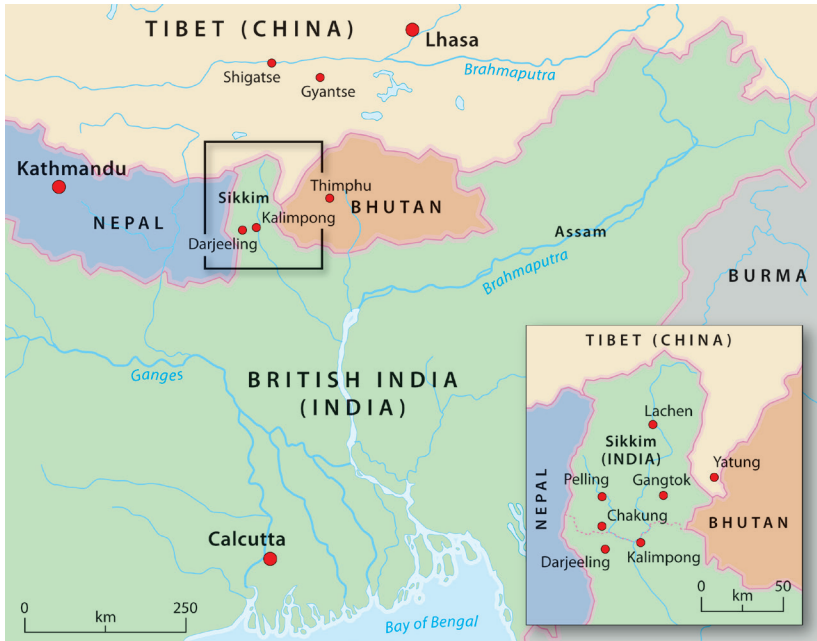 TIBET (CHINA)
Lhasa
Shigatse
Gyantse
Brahmaputra
Kathmandu
NEPAL
Sikkim
Kalimpong
Darjeeling
Thimphu
BHUTAN
Assam
Brahmaputra
BURMA
Ganges
BRITISH INDIA
(INDIA)
Calcutta
Bay of Bengal
0 250
km
TIBET (CHINA)
Lachen
Sikkim
(INDIA)
Yatung
Pelling
Gangtok
NEPAL
Chakung
BHUTAN
Darjeeling
Kalimpong
0 50
km